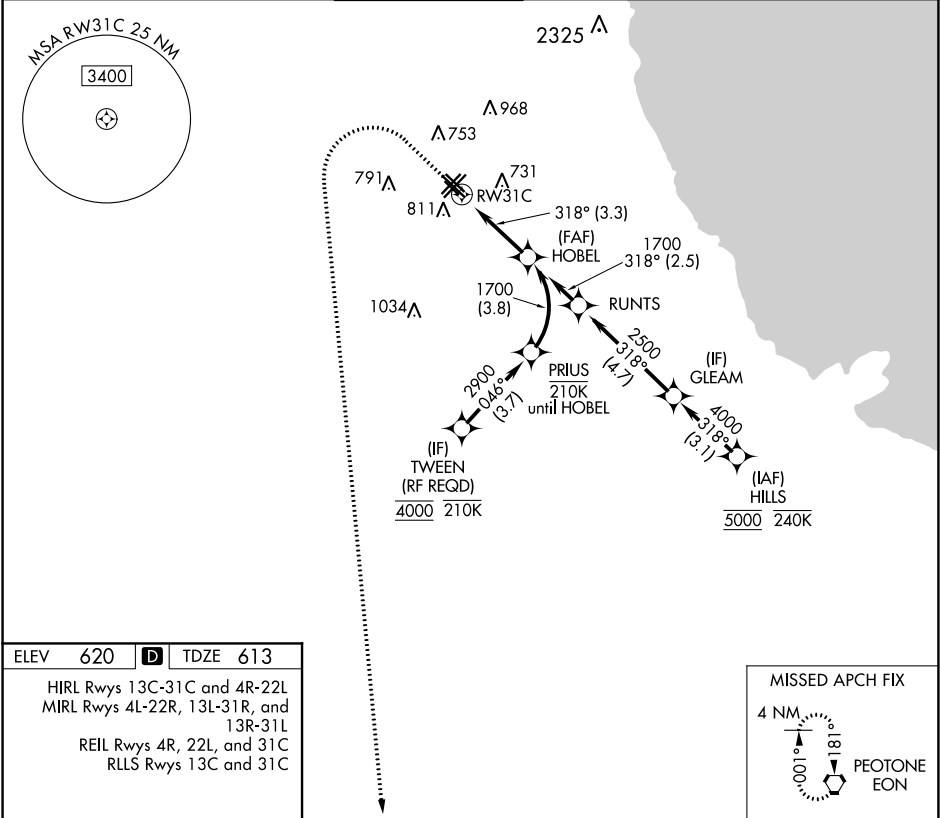 MSA RW31C 25 NM
3400
2325
968
753
791
731
811
RW31C
318° (3.3)
(FAF)
HOBEL
1700
318° (2.5)
1700
(3.8)
1034
RUNTS
2500
318°
(4.7)
(IF)
GLEAM
PRIUS
210K
until HOBEL
2900
046°
(3.7)
4000
318°
(3.1)
(IF)
TWEEN
(RF REQD)
4000 210K
(IAF)
HILLS
5000 240K
ELEV 620 D TDZE 613
HIRL Rwys 13C-31C and 4R-22L
MIRL Rwys 4L-22R, 13L-31R, and
13R-31L
REIL Rwys 4R, 22L, and 31C
RLLS Rwys 13C and 31C
MISSED APCH FIX
4 NM
001°
181°
PEOTONE
EON